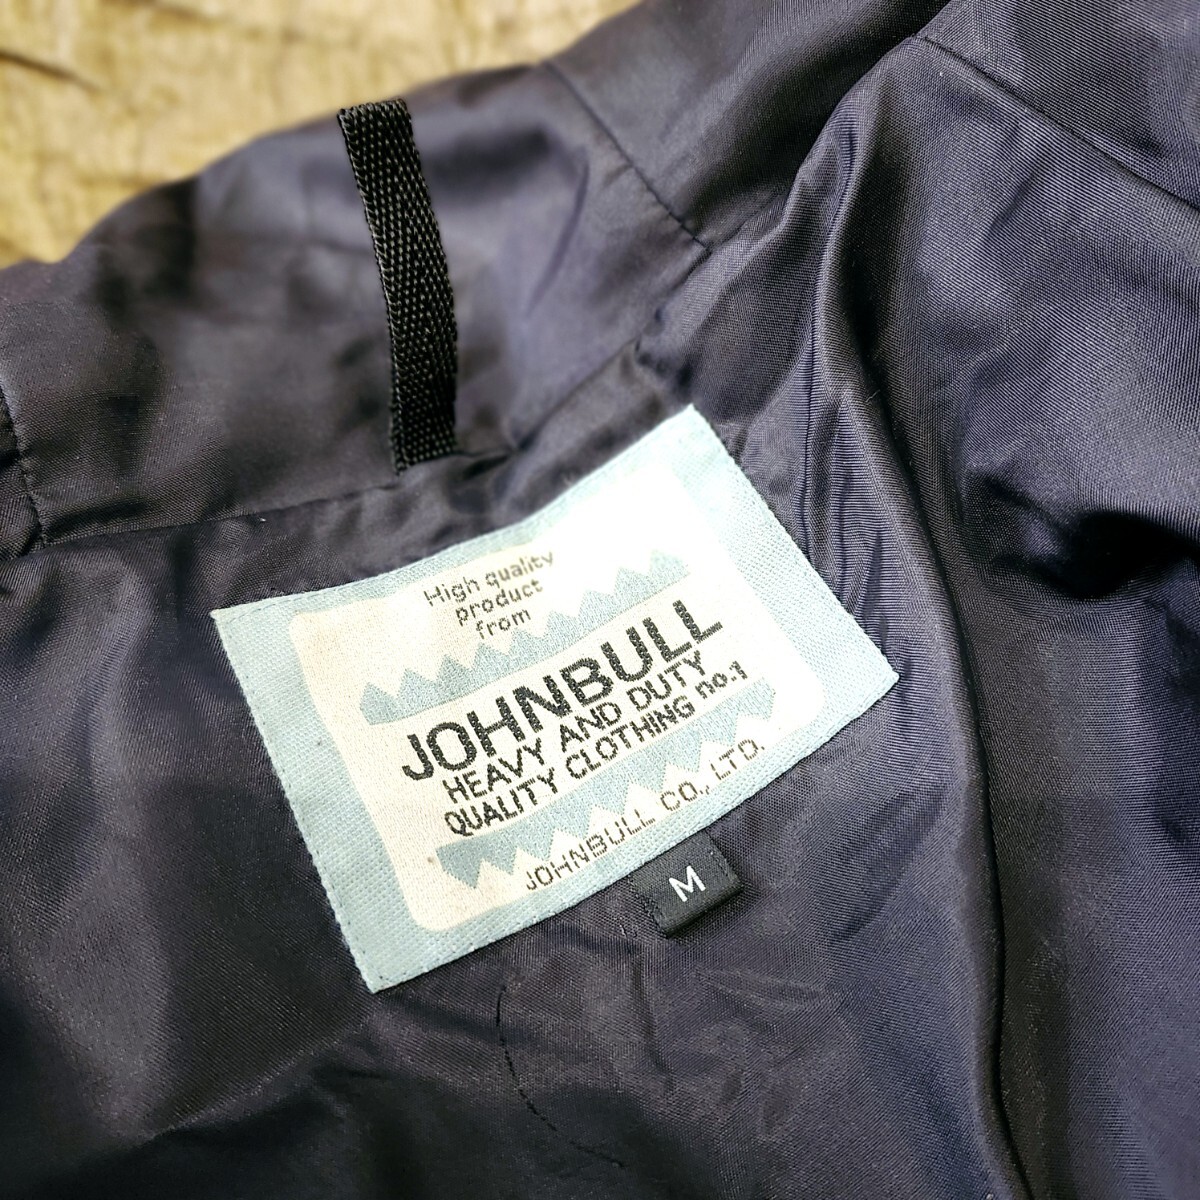 High quality
product
from
JOHNBULL
HEAVY AND DUTY
QUALITY CLOTHING no.1
JOHNBULL CO., LTD.
M